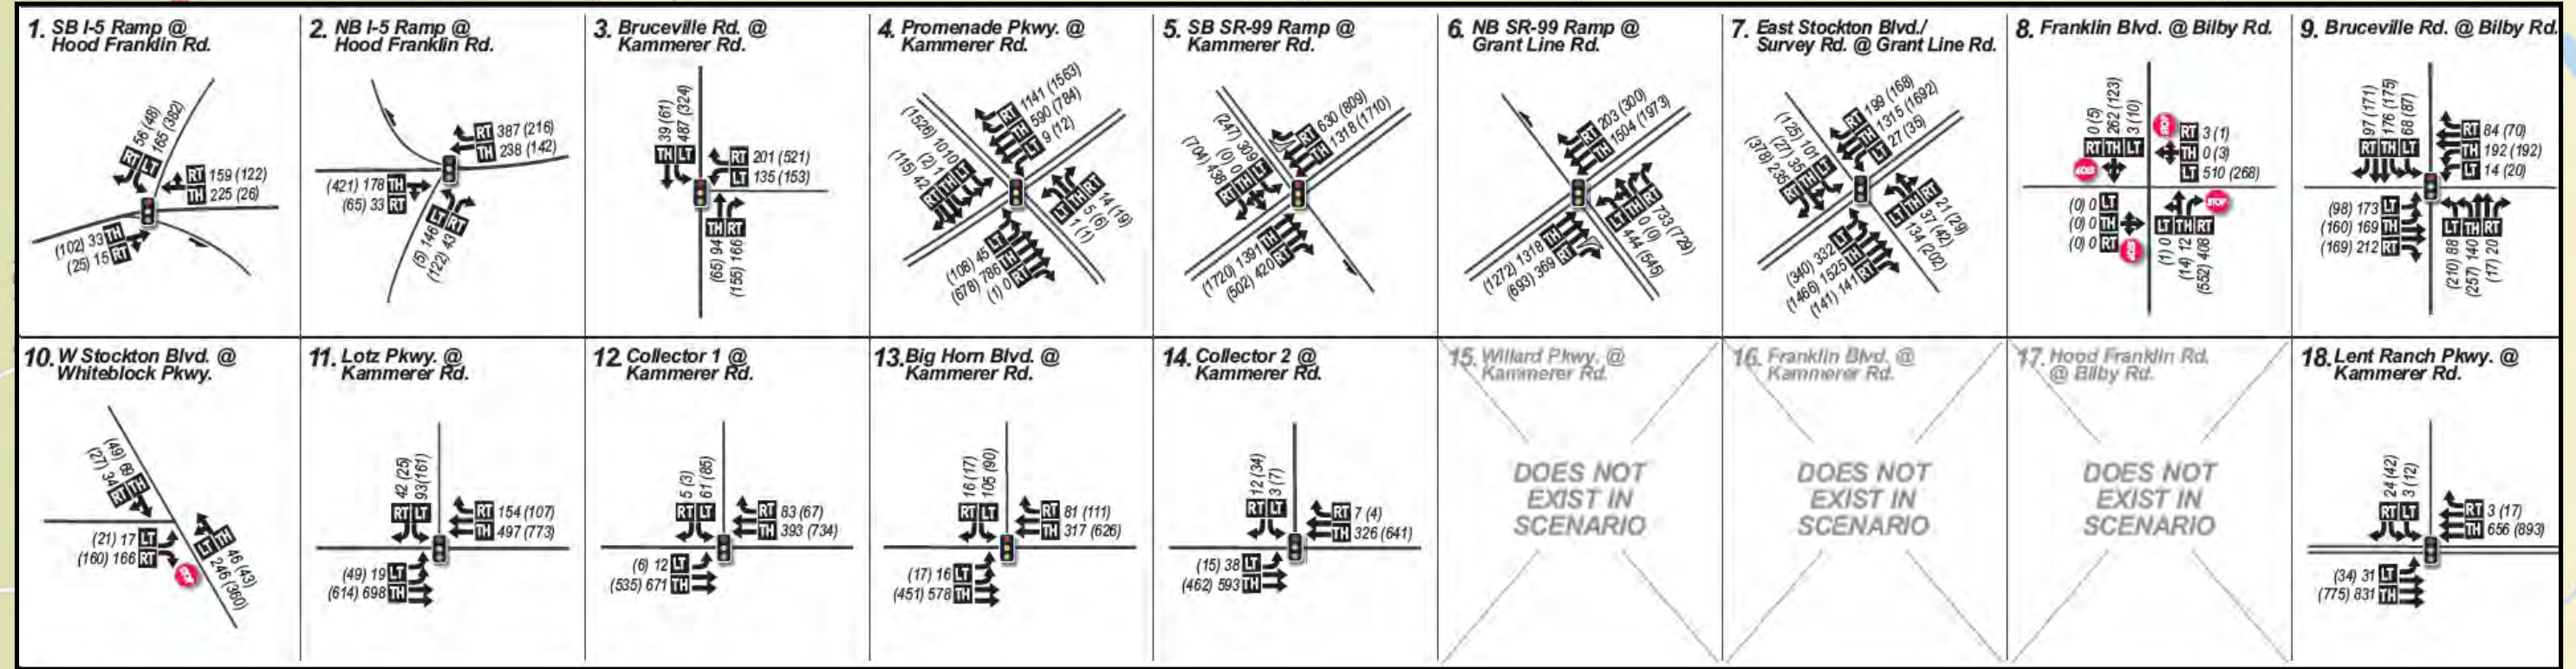 1. SB I-5 Ramp @
Hood Franklin Rd.
56 (48)
165 (382)
RT LT
RT 159 (122)
TH 225 (26)
(102) 33 TH
(25) 15 RT
2. NB I-5 Ramp @
Hood Franklin Rd.
RT 387 (216)
TH 238 (142)
(421) 178 TH
(65) 33 RT
LT RT
(5) 146
(122) 43
3. Bruceville Rd. @
Kammerer Rd.
39 (61)
487 (324)
TH LT
RT 201 (521)
LT 135 (153)
TH RT
(65) 94
(155) 166
4. Promenade Pkwy. @
Kammerer Rd.
(1526) 1010 LT
(2) 1 TH
(115) 42 RT
RT 1141 (1563)
TH 590 (784)
LT 9 (12)
(108) 45 LT
(678) 786 TH
(1) 0 RT
LT TH RT
14 (19)
5 (6)
1 (1)
5. SB SR-99 Ramp @
Kammerer Rd.
(247) 309 LT
(0) 0 TH
(704) 438 RT
RT 630 (809)
TH 1318 (1710)
(1720) 1391 TH
(502) 420 RT
6. NB SR-99 Ramp @
Grant Line Rd.
RT 203 (300)
TH 1504 (1973)
(1272) 1318 TH
(693) 369 RT
LT TH RT
733 (729)
0 (0)
444 (545)
7. East Stockton Blvd./
Survey Rd. @ Grant Line Rd.
(125) 101 LT
(27) 35 TH
(378) 235 RT
RT 199 (168)
TH 1315 (1692)
LT 27 (35)
(340) 332 LT
(1466) 1525 TH
(141) 141 RT
LT TH RT
21 (29)
37 (42)
134 (202)
8. Franklin Blvd. @ Bilby Rd.
0 (5)
262 (123)
3 (10)
RT TH LT
STOP
STOP
RT 3 (1)
TH 0 (3)
LT 510 (268)
(0) 0 LT
(0) 0 TH
(0) 0 RT
STOP
STOP
LT TH RT
(1) 0
(14) 12
(552) 408
9. Bruceville Rd. @ Bilby Rd.
97 (171)
176 (175)
68 (87)
RT TH LT
RT 84 (70)
TH 192 (192)
LT 14 (20)
(98) 173 LT
(160) 169 TH
(169) 212 RT
LT TH RT
(210) 88
(257) 140
(17) 20
10. W Stockton Blvd. @
Whiteblock Pkwy.
(49) 69
(27) 34
RT TH
(21) 17 LT
(160) 166 RT
STOP
LT TH
46 (43)
246 (360)
11. Lotz Pkwy. @
Kammerer Rd.
42 (25)
93(161)
RT LT
RT 154 (107)
TH 497 (773)
(49) 19 LT
(614) 698 TH
12. Collector 1 @
Kammerer Rd.
5 (3)
61 (85)
RT LT
RT 83 (67)
TH 393 (734)
(6) 12 LT
(535) 671 TH
13. Big Horn Blvd. @
Kammerer Rd.
16 (17)
105 (90)
RT LT
RT 81 (111)
TH 317 (626)
(17) 16 LT
(451) 578 TH
14. Collector 2 @
Kammerer Rd.
12 (34)
3 (7)
RT LT
RT 7 (4)
TH 326 (641)
(15) 38 LT
(462) 593 TH
15. Willard Pkwy. @
Kammerer Rd.
DOES NOT
EXIST IN
SCENARIO
16. Franklin Blvd. @
Kammerer Rd.
DOES NOT
EXIST IN
SCENARIO
17. Hood Franklin Rd.
@ Bilby Rd.
DOES NOT
EXIST IN
SCENARIO
18. Lent Ranch Pkwy. @
Kammerer Rd.
24 (42)
3 (12)
RT LT
RT 3 (17)
TH 656 (893)
(34) 31 LT
(775) 831 TH